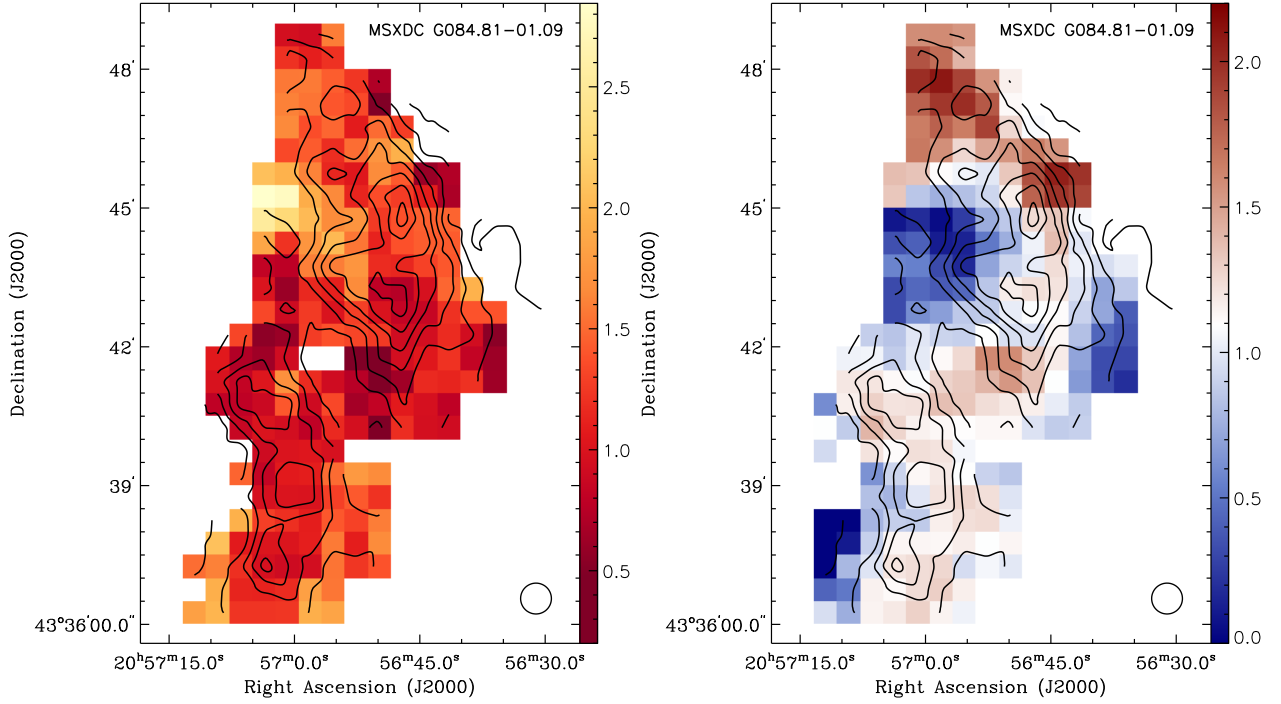 MSXDC G084.81−01.09
48′
45′
42′
39′
43°36′00.0″
20ʰ57ᵐ15.0ˢ
57ᵐ0.0ˢ
56ᵐ45.0ˢ
56ᵐ30.0ˢ
Right Ascension (J2000)
Declination (J2000)
2.5
2.0
1.5
1.0
0.5
MSXDC G084.81−01.09
48′
45′
42′
39′
43°36′00.0″
20ʰ57ᵐ15.0ˢ
57ᵐ0.0ˢ
56ᵐ45.0ˢ
56ᵐ30.0ˢ
Right Ascension (J2000)
Declination (J2000)
2.0
1.5
1.0
0.5
0.0